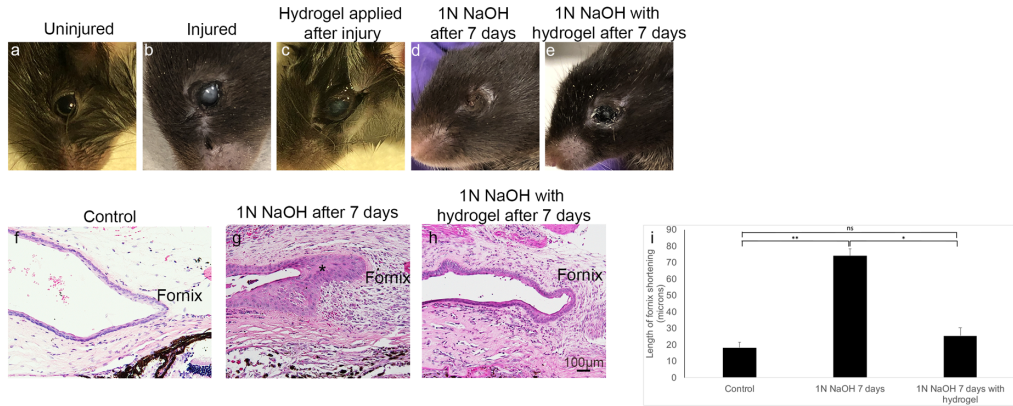 Uninjured
Injured
Hydrogel applied
after injury
1N NaOH
after 7 days
1N NaOH with
hydrogel after 7 days
a
b
c
d
e
Control
1N NaOH after 7 days
1N NaOH with
hydrogel after 7 days
f
Fornix
g
*
Fornix
h
Fornix
100µm
i
ns
**
*
Length of fornix shortening
(microns)
90
80
70
60
50
40
30
20
10
0
Control
1N NaOH 7 days
1N NaOH 7 days with
hydrogel